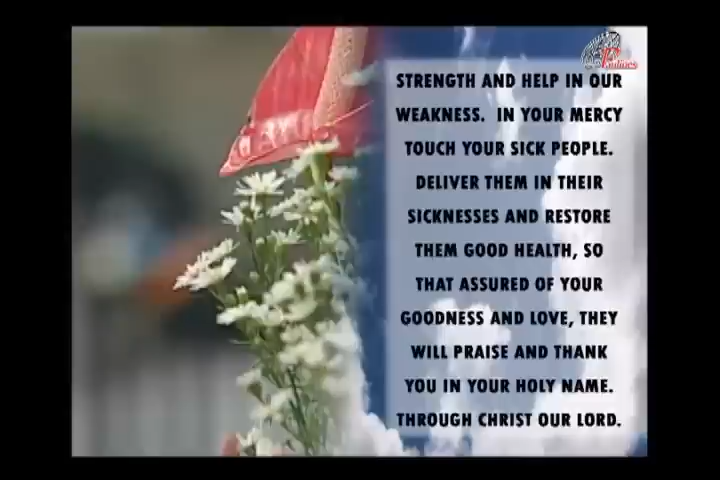 Paulines
STRENGTH AND HELP IN OUR
WEAKNESS. IN YOUR MERCY
TOUCH YOUR SICK PEOPLE.
DELIVER THEM IN THEIR
SICKNESSES AND RESTORE
THEM GOOD HEALTH, SO
THAT ASSURED OF YOUR
GOODNESS AND LOVE, THEY
WILL PRAISE AND THANK
YOU IN YOUR HOLY NAME.
THROUGH CHRIST OUR LORD.